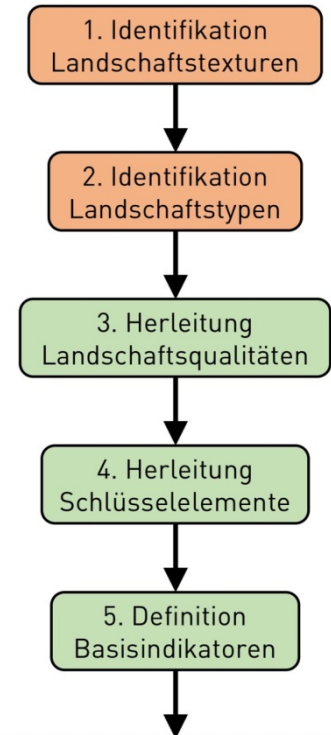 1. Identifikation
Landschaftstexturen
2. Identifikation
Landschaftstypen
3. Herleitung
Landschaftsqualitäten
4. Herleitung
Schlüsselelemente
5. Definition
Basisindikatoren